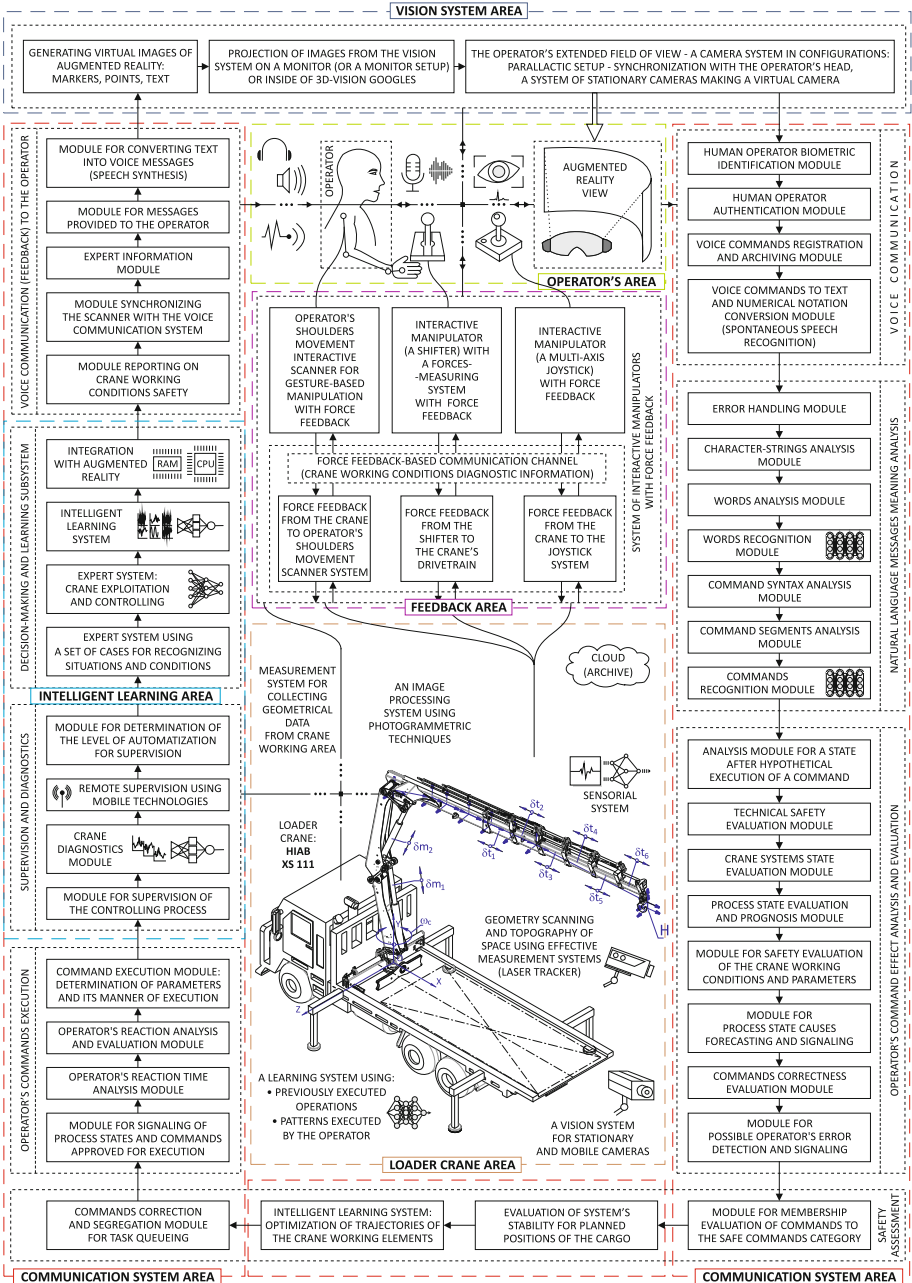 VISION SYSTEM AREA
GENERATING VIRTUAL IMAGES OF
AUGMENTED REALITY:
MARKERS, POINTS, TEXT
PROJECTION OF IMAGES FROM THE VISION
SYSTEM ON A MONITOR (OR A MONITOR SETUP)
OR INSIDE OF 3D-VISION GOOGLES
THE OPERATOR'S EXTENDED FIELD OF VIEW - A CAMERA SYSTEM IN CONFIGURATIONS:
PARALLACTIC SETUP - SYNCHRONIZATION WITH THE OPERATOR'S HEAD,
A SYSTEM OF STATIONARY CAMERAS MAKING A VIRTUAL CAMERA
VOICE COMMUNICATION (FEEDBACK) TO THE OPERATOR
MODULE FOR CONVERTING TEXT
INTO VOICE MESSAGES
(SPEECH SYNTHESIS)
MODULE FOR MESSAGES
PROVIDED TO THE OPERATOR
EXPERT INFORMATION
MODULE
MODULE SYNCHRONIZING
THE SCANNER WITH THE VOICE
COMMUNICATION SYSTEM
MODULE REPORTING ON
CRANE WORKING
CONDITIONS SAFETY
OPERATOR
AUGMENTED
REALITY
VIEW
OPERATOR'S AREA
HUMAN OPERATOR BIOMETRIC
IDENTIFICATION MODULE
HUMAN OPERATOR
AUTHENTICATION MODULE
VOICE COMMANDS REGISTRATION
AND ARCHIVING MODULE
VOICE COMMANDS TO TEXT
AND NUMERICAL NOTATION
CONVERSION MODULE
(SPONTANEOUS SPEECH
RECOGNITION)
VOICE COMMUNICATION
OPERATOR'S
SHOULDERS
MOVEMENT
INTERACTIVE
SCANNER FOR
GESTURE-BASED
MANIPULATION
WITH FORCE
FEEDBACK
INTERACTIVE
MANIPULATOR
(A SHIFTER) WITH
A FORCES-
-MEASURING
SYSTEM
WITH FORCE
FEEDBACK
INTERACTIVE
MANIPULATOR
(A MULTI-AXIS
JOYSTICK)
WITH FORCE
FEEDBACK
FORCE FEEDBACK-BASED COMMUNICATION CHANNEL
(CRANE WORKING CONDITIONS DIAGNOSTIC INFORMATION)
FORCE FEEDBACK
FROM THE CRANE
TO OPERATOR'S
SHOULDERS
MOVEMENT
SCANNER SYSTEM
FORCE FEEDBACK
FROM THE
SHIFTER TO
THE CRANE'S
DRIVETRAIN
FORCE FEEDBACK
FROM THE
CRANE TO THE
JOYSTICK
SYSTEM
SYSTEM OF INTERACTIVE MANIPULATORS
WITH FORCE FEEDBACK
FEEDBACK AREA
DECISION-MAKING AND LEARNING SUBSYSTEM
INTEGRATION
WITH AUGMENTED
REALITY
RAM
CPU
INTELLIGENT
LEARNING
SYSTEM
EXPERT SYSTEM:
CRANE EXPLOITATION
AND CONTROLLING
EXPERT SYSTEM USING
A SET OF CASES FOR RECOGNIZING
SITUATIONS AND CONDITIONS
INTELLIGENT LEARNING AREA
ERROR HANDLING MODULE
CHARACTER-STRINGS ANALYSIS
MODULE
WORDS ANALYSIS MODULE
WORDS RECOGNITION
MODULE
COMMAND SYNTAX ANALYSIS
MODULE
COMMAND SEGMENTS ANALYSIS
MODULE
COMMANDS
RECOGNITION MODULE
NATURAL LANGUAGE MESSAGES MEANING ANALYSIS
SUPERVISION AND DIAGNOSTICS
MODULE FOR DETERMINATION OF
THE LEVEL OF AUTOMATIZATION
FOR SUPERVISION
REMOTE SUPERVISION USING
MOBILE TECHNOLOGIES
CRANE
DIAGNOSTICS
MODULE
MODULE FOR SUPERVISION OF
THE CONTROLLING PROCESS
MEASUREMENT
SYSTEM FOR
COLLECTING
GEOMETRICAL
DATA
FROM CRANE
WORKING AREA
AN IMAGE
PROCESSING
SYSTEM USING
PHOTOGRAMMETRIC
TECHNIQUES
CLOUD
(ARCHIVE)
SENSORIAL
SYSTEM
LOADER
CRANE:
HIAB
XS 111
δm2
δm1
δt2
δt1
δt4
δt3
δt6
δt5
H
ωc
X
Z
GEOMETRY SCANNING
AND TOPOGRAPHY OF
SPACE USING EFFECTIVE
MEASUREMENT SYSTEMS
(LASER TRACKER)
A LEARNING SYSTEM USING:
• PREVIOUSLY EXECUTED
OPERATIONS
• PATTERNS EXECUTED
BY THE OPERATOR
A VISION SYSTEM
FOR STATIONARY
AND MOBILE CAMERAS
LOADER CRANE AREA
ANALYSIS MODULE FOR A STATE
AFTER HYPOTHETICAL
EXECUTION OF A COMMAND
TECHNICAL SAFETY
EVALUATION MODULE
CRANE SYSTEMS STATE
EVALUATION MODULE
PROCESS STATE EVALUATION
AND PROGNOSIS MODULE
MODULE FOR SAFETY EVALUATION
OF THE CRANE WORKING
CONDITIONS AND PARAMETERS
MODULE FOR
PROCESS STATE CAUSES
FORECASTING AND SIGNALING
COMMANDS CORRECTNESS
EVALUATION MODULE
MODULE FOR
POSSIBLE OPERATOR'S ERROR
DETECTION AND SIGNALING
OPERATOR'S COMMAND EFFECT ANALYSIS AND EVALUATION
OPERATOR'S COMMANDS EXECUTION
COMMAND EXECUTION MODULE:
DETERMINATION OF PARAMETERS
AND ITS MANNER OF EXECUTION
OPERATOR'S REACTION ANALYSIS
AND EVALUATION MODULE
OPERATOR'S REACTION TIME
ANALYSIS MODULE
MODULE FOR SIGNALING OF
PROCESS STATES AND COMMANDS
APPROVED FOR EXECUTION
COMMANDS CORRECTION
AND SEGREGATION MODULE
FOR TASK QUEUEING
INTELLIGENT LEARNING SYSTEM:
OPTIMIZATION OF TRAJECTORIES OF
THE CRANE WORKING ELEMENTS
EVALUATION OF SYSTEM'S
STABILITY FOR PLANNED
POSITIONS OF THE CARGO
MODULE FOR MEMBERSHIP
EVALUATION OF COMMANDS TO
THE SAFE COMMANDS CATEGORY
SAFETY
ASSESSMENT
COMMUNICATION SYSTEM AREA
COMMUNICATION SYSTEM AREA